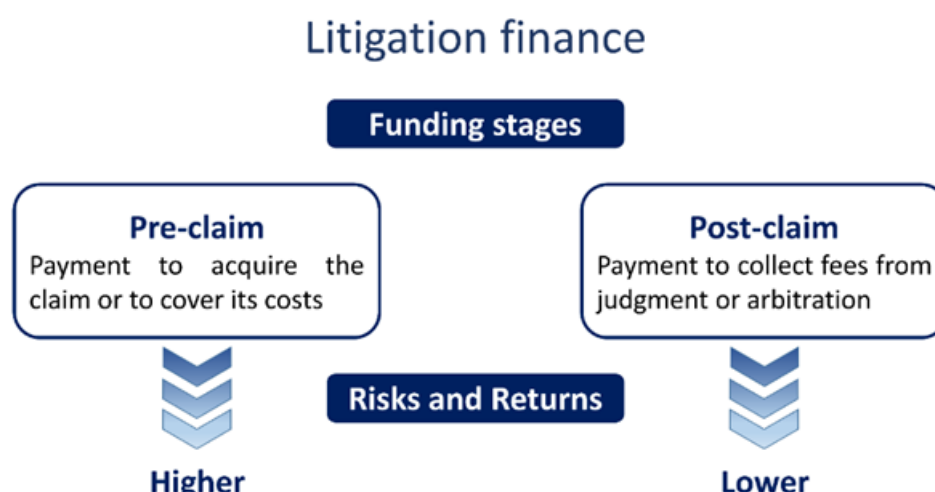 Litigation finance
Funding stages
Pre-claim
Payment to acquire the
claim or to cover its costs
Post-claim
Payment to collect fees from
judgment or arbitration
Risks and Returns
Higher
Lower